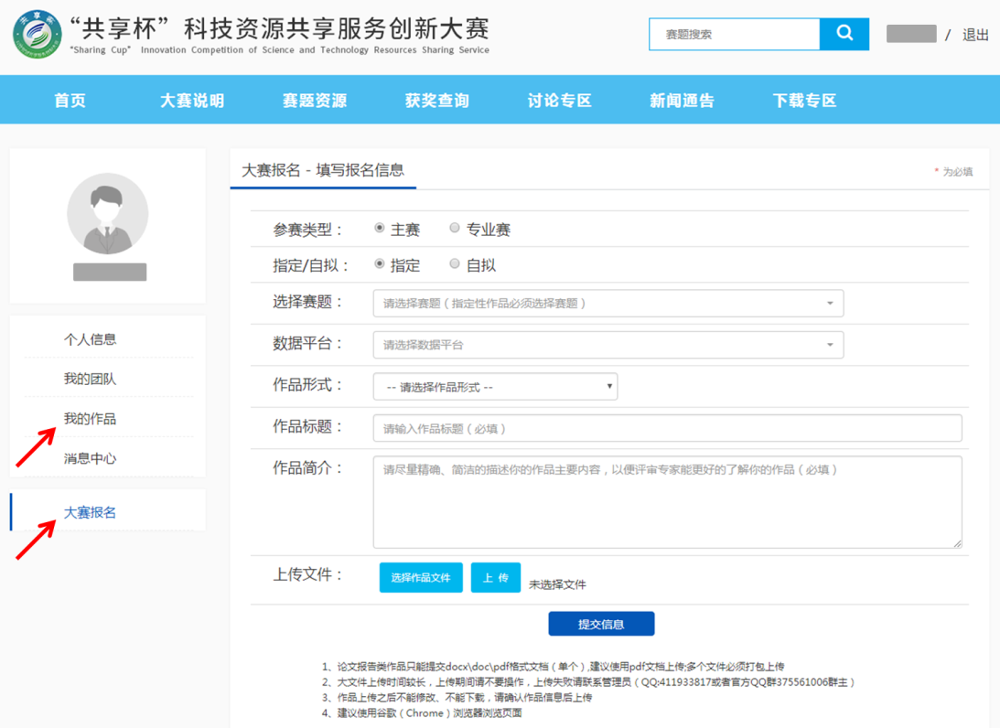 “共享杯”科技资源共享服务创新大赛
"Sharing Cup" Innovation Competition of Science and Technology Resources Sharing Service
赛题搜索
/ 退出
首页 大赛说明 赛题资源 获奖查询 讨论专区 新闻通告 下载专区
个人信息
我的团队
我的作品
消息中心
大赛报名
大赛报名 - 填写报名信息
* 为必填
参赛类型： 主赛 专业赛
指定/自拟： 指定 自拟
选择赛题： 请选择赛题（指定性作品必须选择赛题）
数据平台： 请选择数据平台
作品形式： -- 请选择作品形式 --
作品标题： 请输入作品标题（必填）
作品简介： 请尽量精确、简洁的描述你的作品主要内容，以便评审专家能更好的了解你的作品（必填）
上传文件： 选择作品文件 上 传 未选择文件
提交信息
1、论文报告类作品只能提交docx\doc\pdf格式文档（单个）,建议使用pdf文档上传;多个文件必须打包上传
2、大文件上传时间较长，上传期间请不要操作，上传失败请联系管理员（QQ:411933817或者官方QQ群375561006群主）
3、作品上传之后不能修改、不能下载，请确认作品信息后上传
4、建议使用谷歌（Chrome）浏览器浏览页面